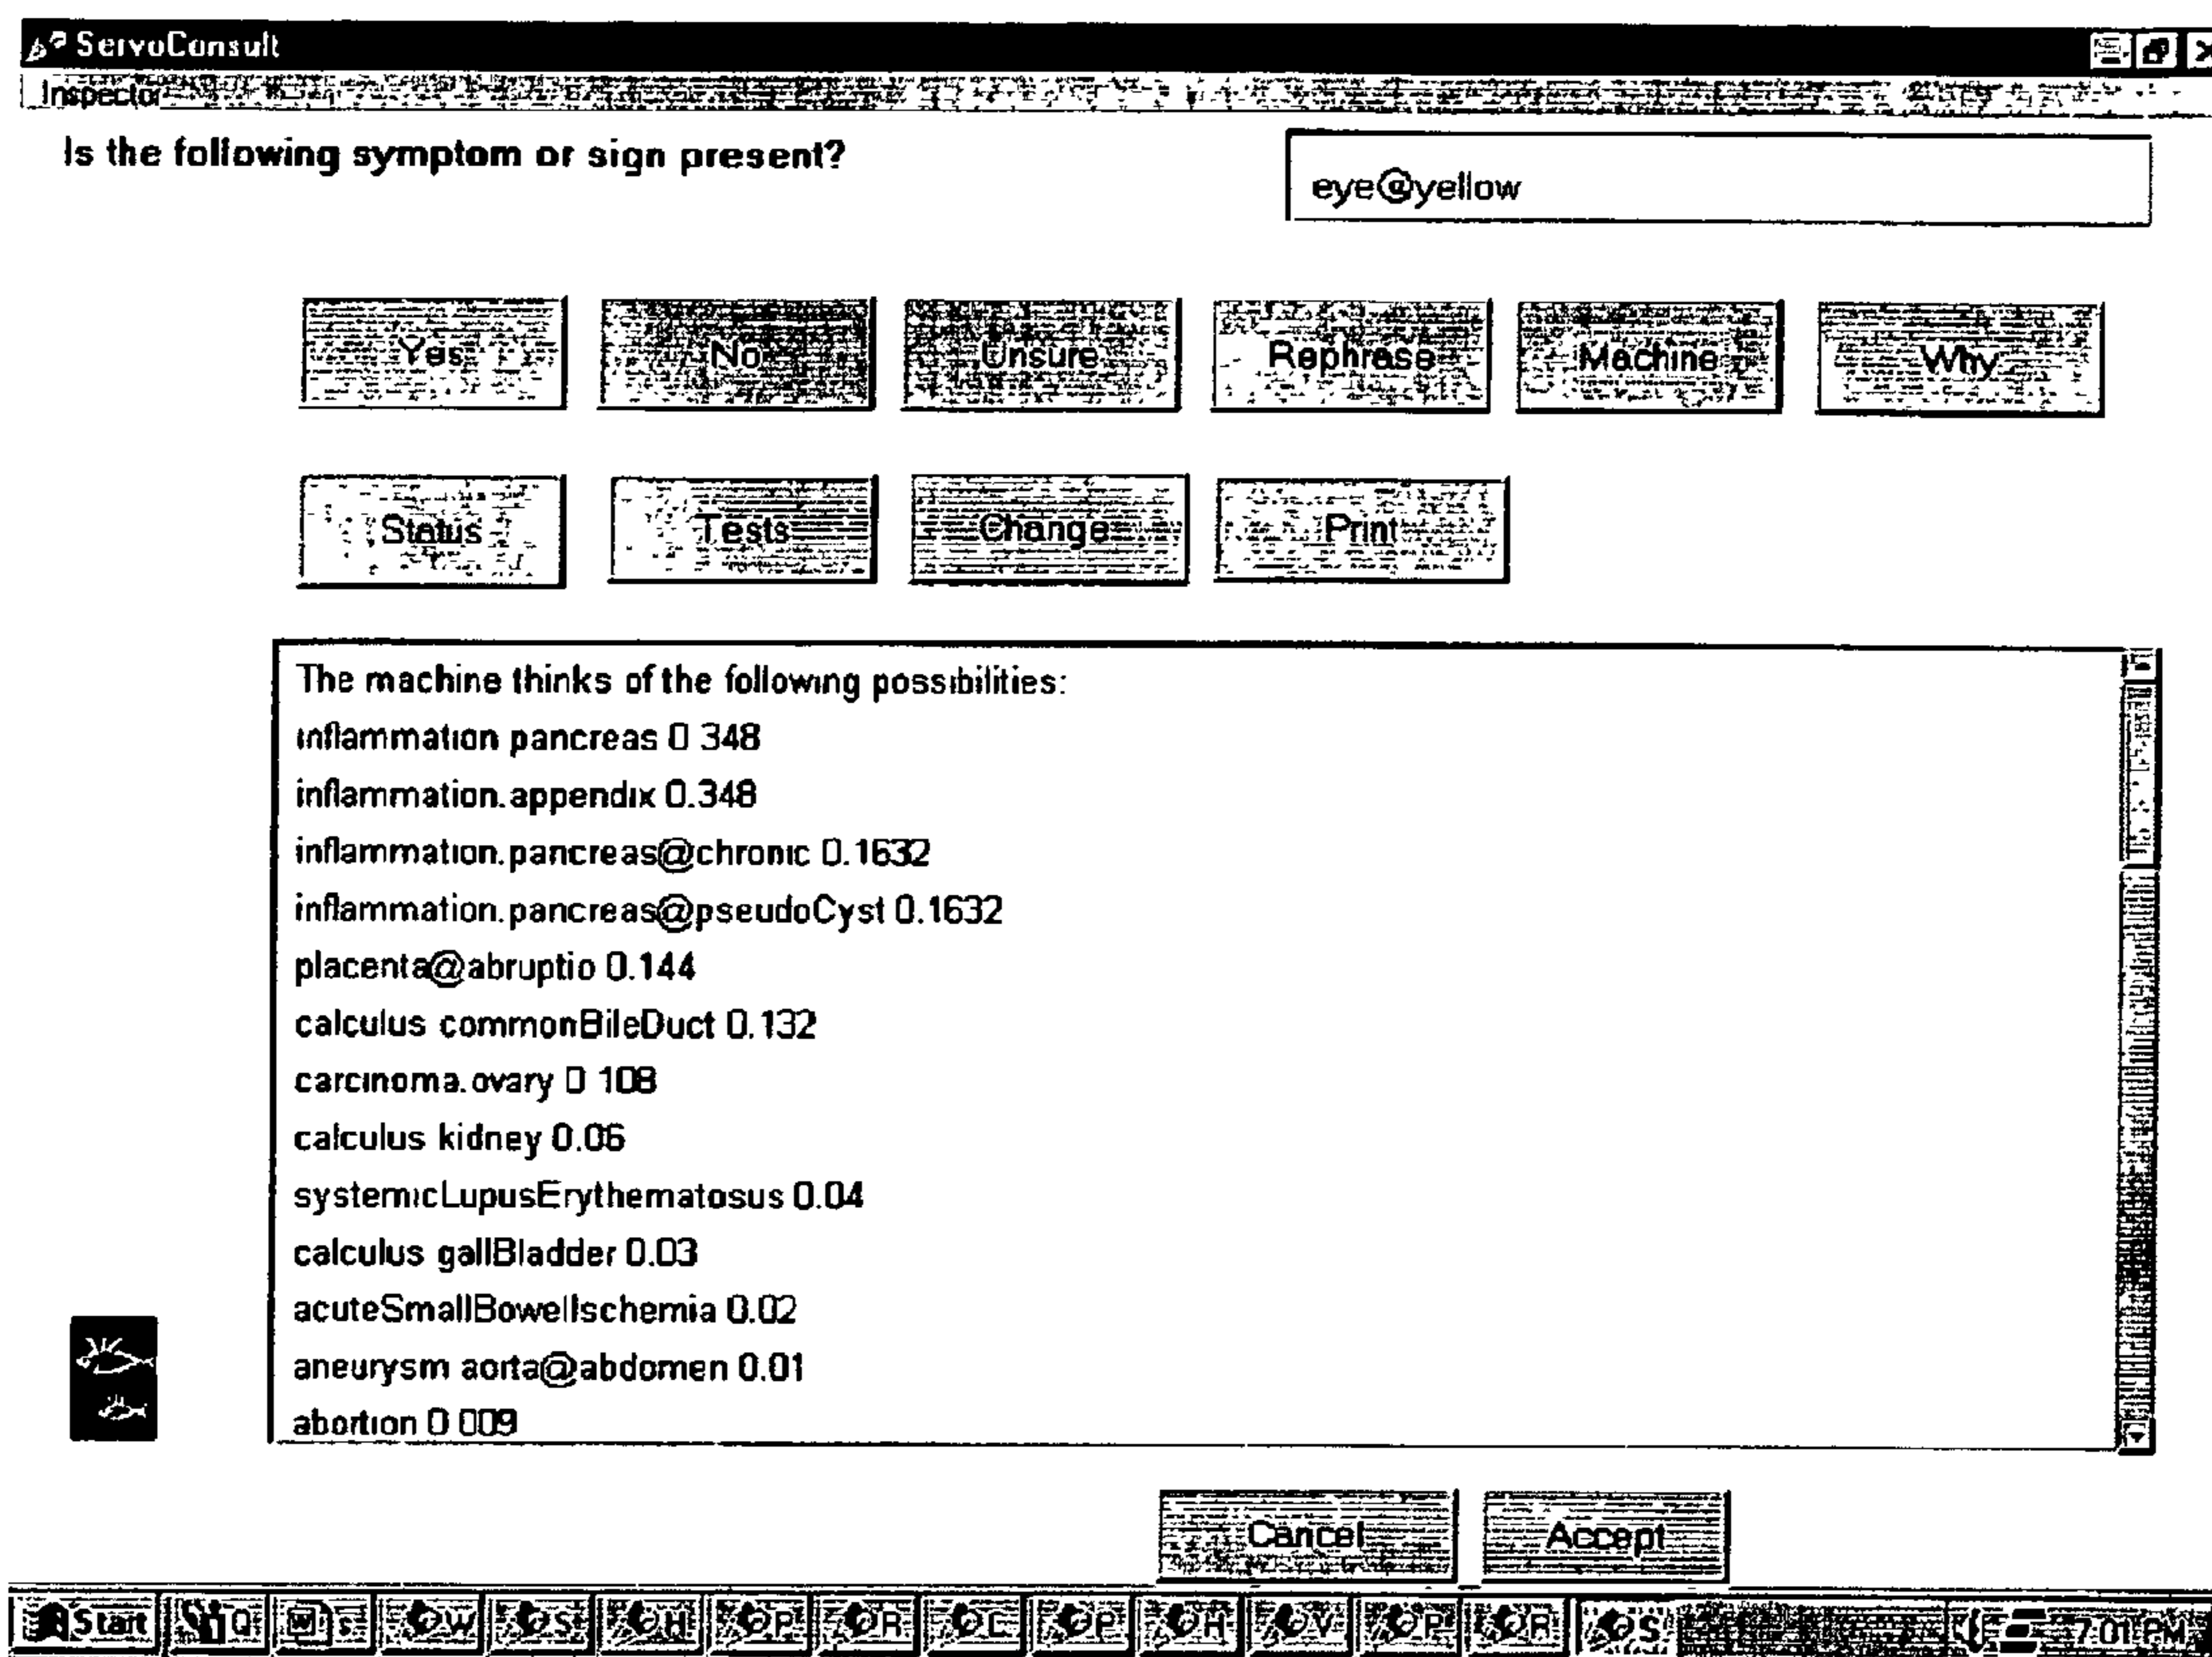 ServoConsult
Inspector
Is the following symptom or sign present?
eye@yellow
Yes No Unsure Rephrase Machine Why
Status Tests Change Print
The machine thinks of the following possibilities:
inflammation pancreas 0 348
inflammation.appendix 0.348
inflammation.pancreas@chronic 0.1632
inflammation.pancreas@pseudoCyst 0.1632
placenta@abruptio 0.144
calculus commonBileDuct 0.132
carcinoma.ovary 0 108
calculus kidney 0.06
systemicLupusErythematosus 0.04
calculus gallBladder 0.03
acuteSmallBowelIschemia 0.02
aneurysm aorta@abdomen 0.01
abortion 0 009
Cancel Accept
Start Q s W S H P R C P H V P R S 7:01 PM